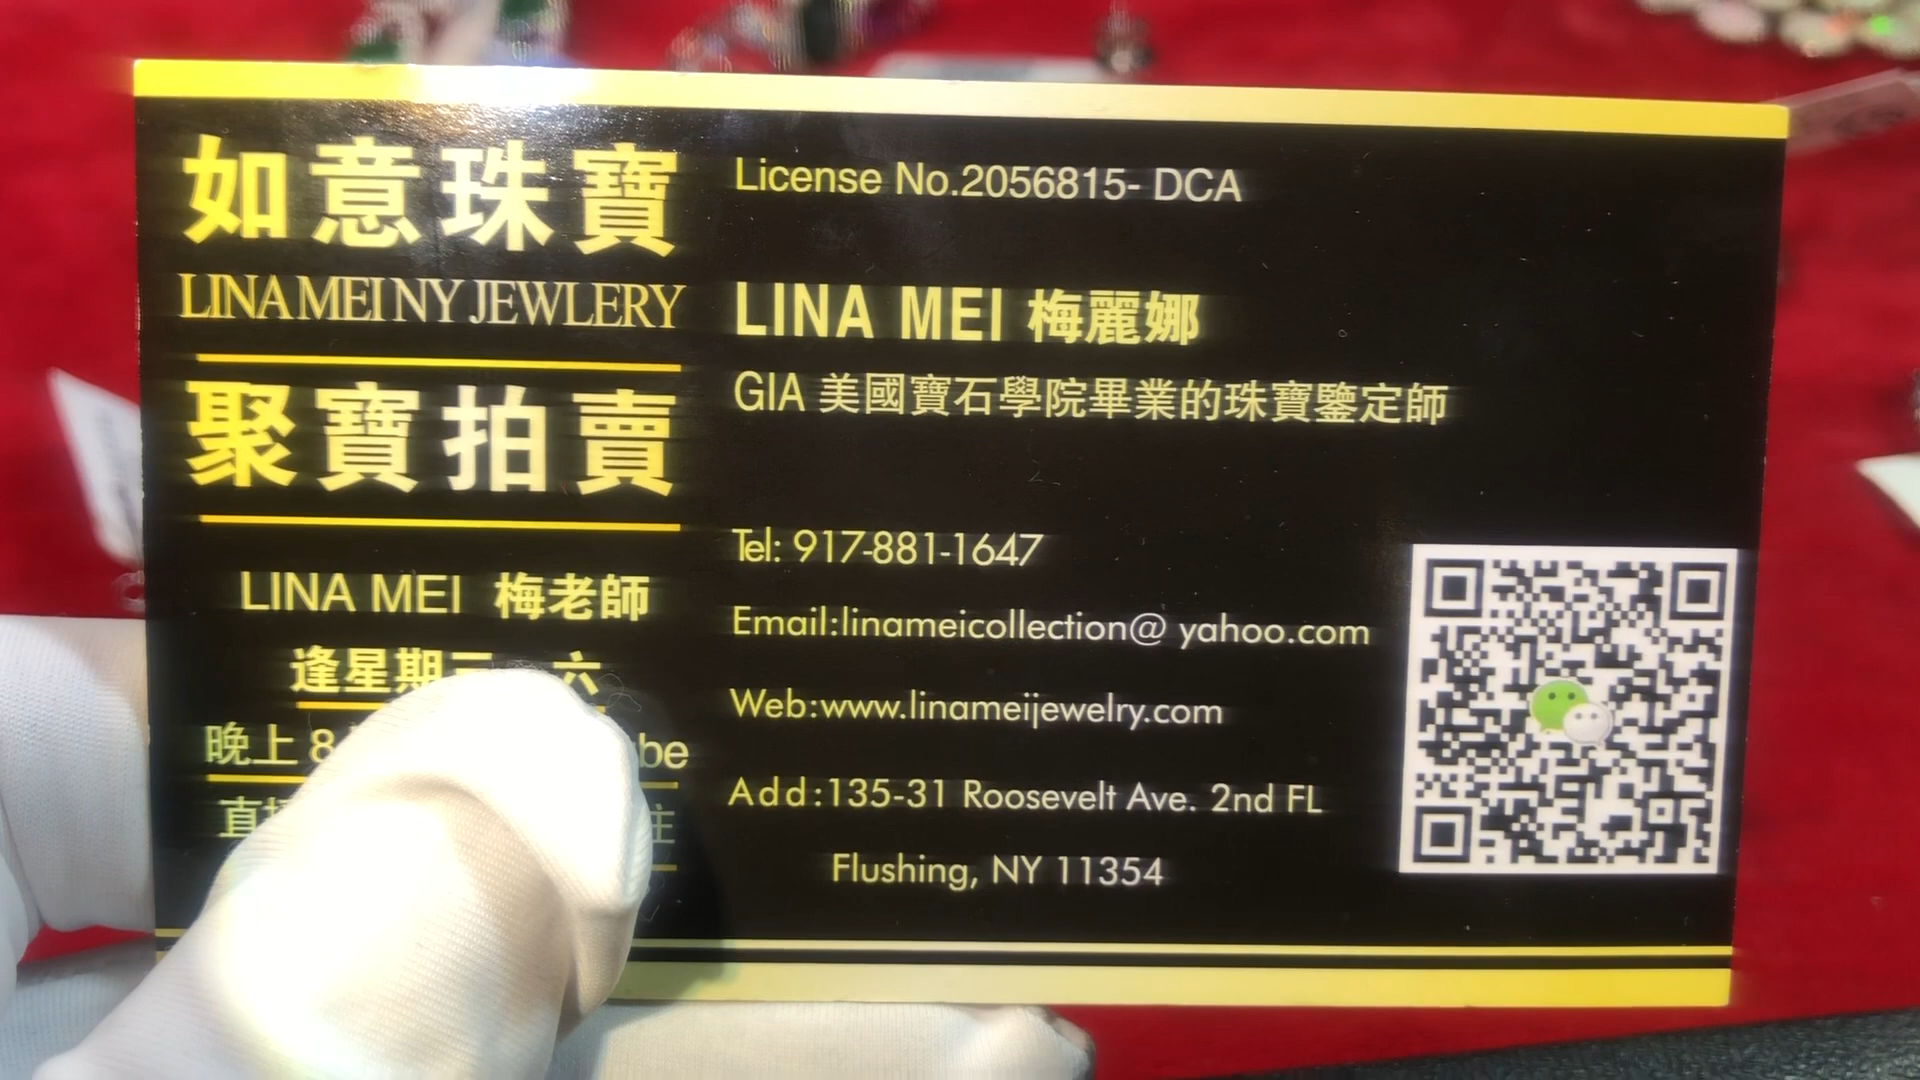 如意珠寶
LINA MEI NY JEWLERY
聚寶拍賣
LINA MEI 梅老師
逢星期三 六
晚上 8 be
直
License No.2056815- DCA
LINA MEI 梅麗娜
GIA 美國寶石學院畢業的珠寶鑒定師
Tel: 917-881-1647
Email:linameicollection@ yahoo.com
Web:www.linameijewelry.com
Add:135-31 Roosevelt Ave. 2nd FL
Flushing, NY 11354